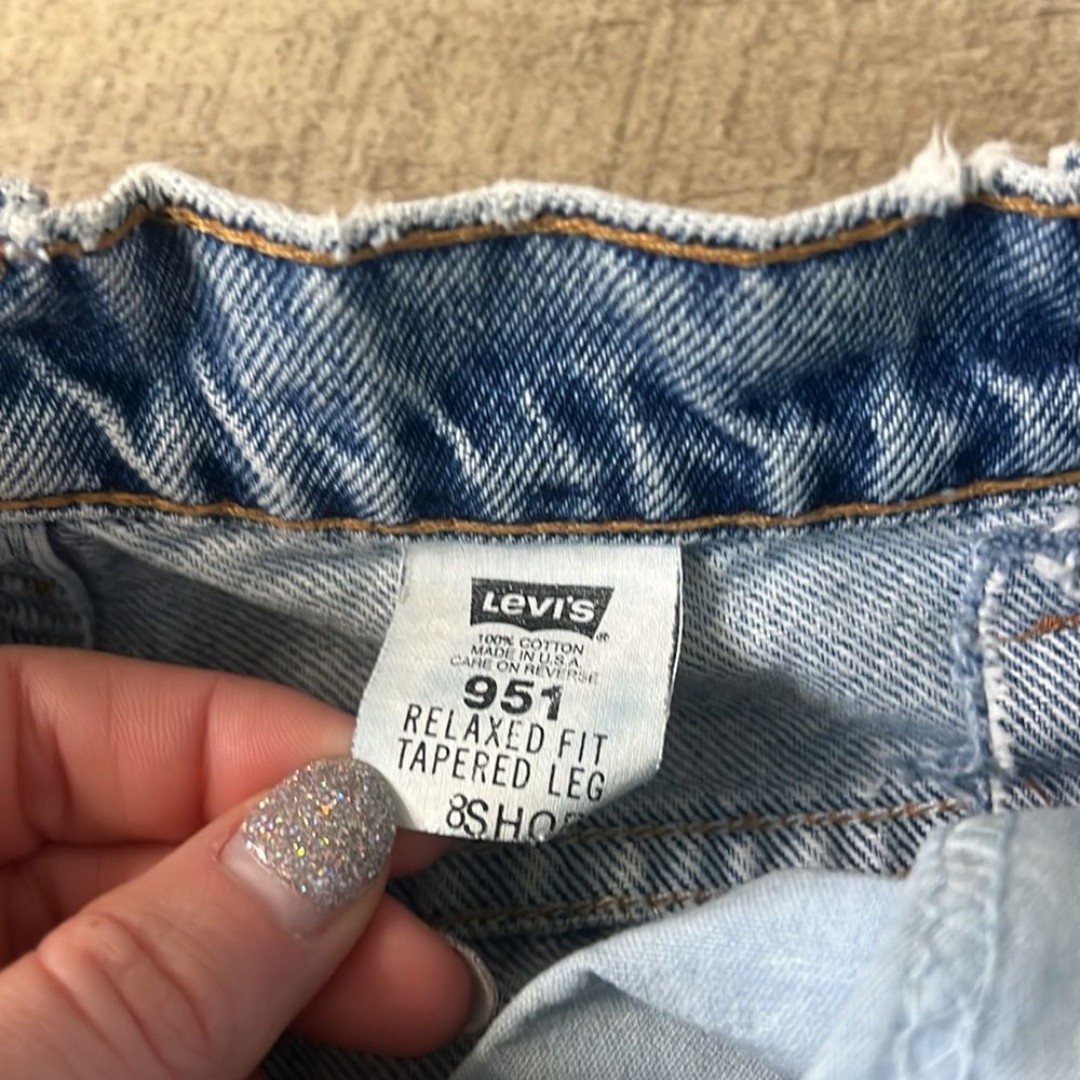 LEVI'S
®
100% COTTON
MADE IN U.S.A.
CARE ON REVERSE
951
RELAXED FIT
TAPERED LEG